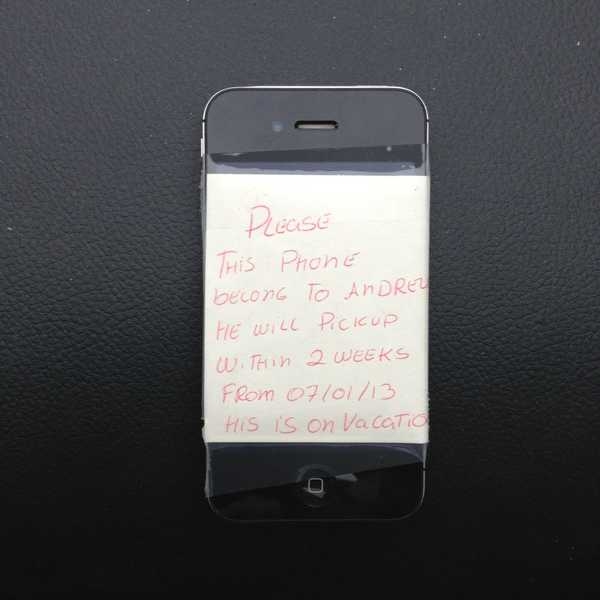 Please
This Phone
belong To ANDREW
HE WILL PICKUP
WITHIN 2 WEEKS
FROM 07/01/13
HIS IS ON VACATIO